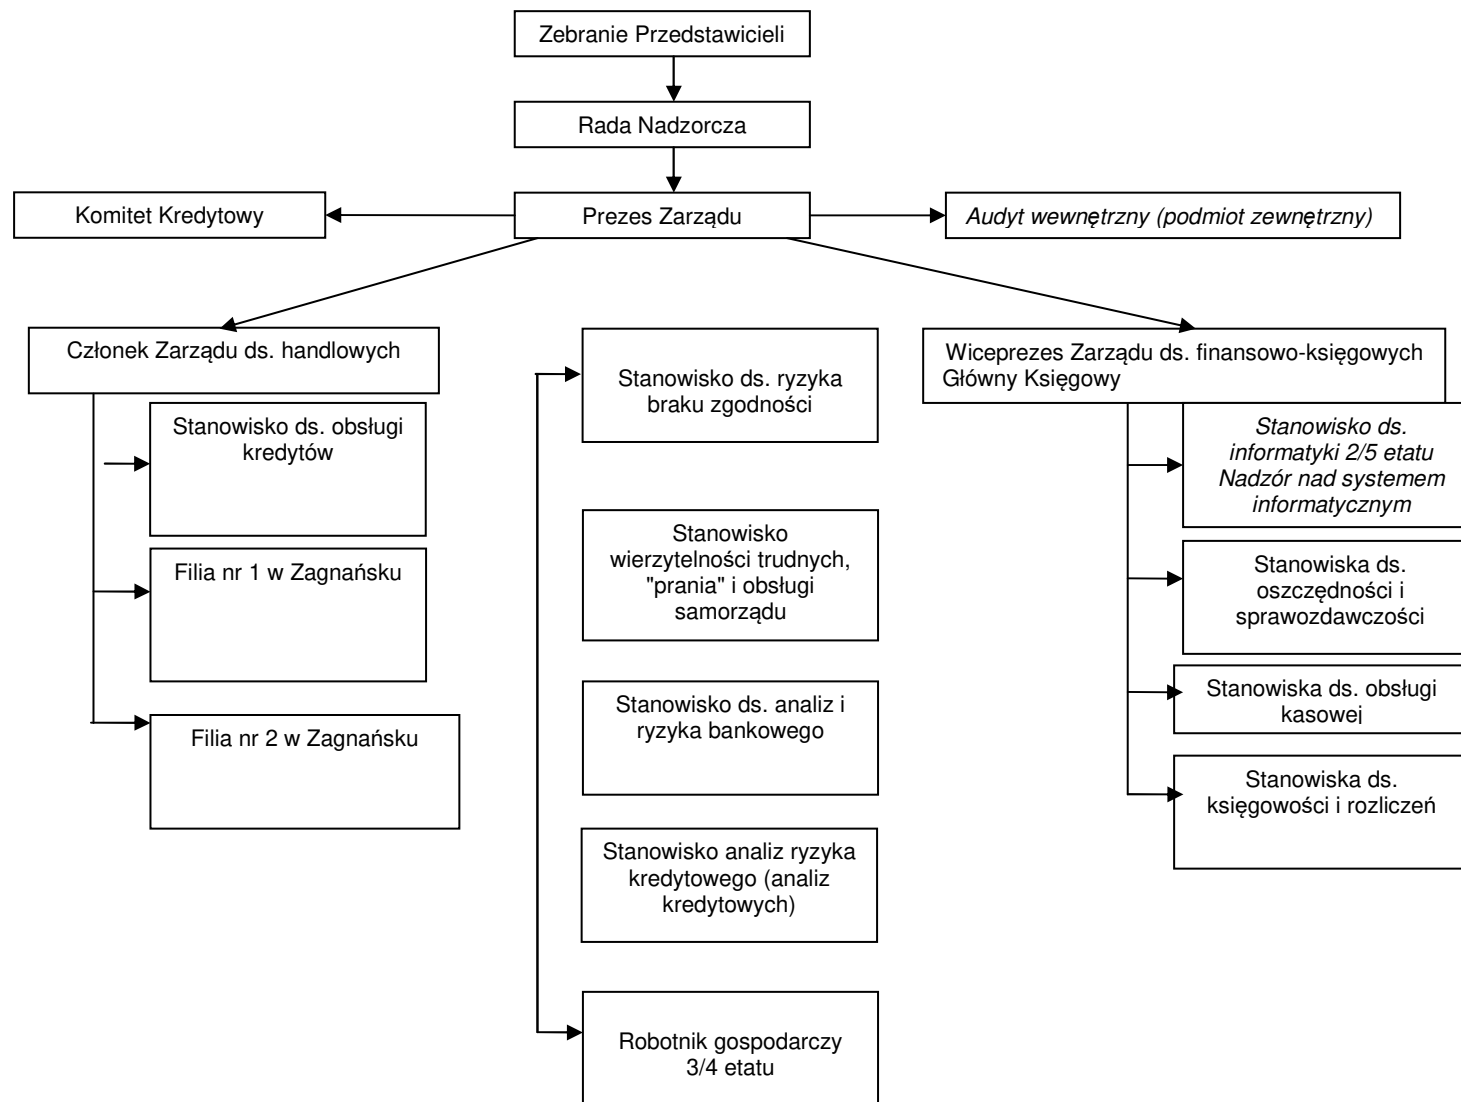 Zebranie Przedstawicieli
Rada Nadzorcza
Komitet Kredytowy
Prezes Zarządu
Audyt wewnętrzny (podmiot zewnętrzny)
Członek Zarządu ds. handlowych
Stanowisko ds. obsługi
kredytów
Filia nr 1 w Zagnańsku
Filia nr 2 w Zagnańsku
Stanowisko ds. ryzyka
braku zgodności
Stanowisko
wierzytelności trudnych,
"prania" i obsługi
samorządu
Stanowisko ds. analiz i
ryzyka bankowego
Stanowisko analiz ryzyka
kredytowego (analiz
kredytowych)
Robotnik gospodarczy
3/4 etatu
Wiceprezes Zarządu ds. finansowo-księgowych
Główny Księgowy
Stanowisko ds.
informatyki 2/5 etatu
Nadzór nad systemem
informatycznym
Stanowiska ds.
oszczędności i
sprawozdawczości
Stanowiska ds. obsługi
kasowej
Stanowiska ds.
księgowości i rozliczeń